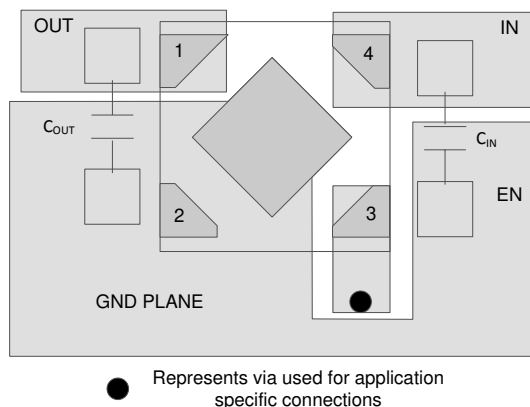 OUT
IN
1
4
COUT
CIN
2
3
EN
GND PLANE
Represents via used for application
specific connections